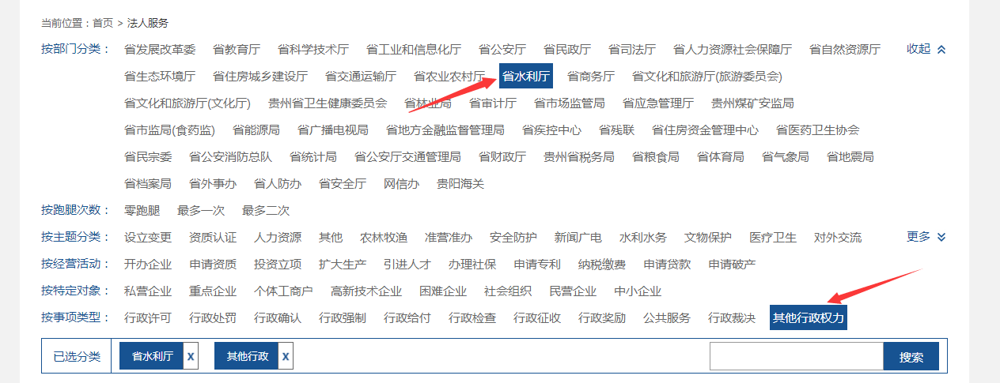 当前位置：首页 > 法人服务
按部门分类： 省发展改革委 省教育厅 省科学技术厅 省工业和信息化厅 省公安厅 省民政厅 省司法厅 省人力资源社会保障厅 省自然资源厅 收起
省生态环境厅 省住房城乡建设厅 省交通运输厅 省农业农村厅 省水利厅 省商务厅 省文化和旅游厅(旅游委员会)
省文化和旅游厅(文化厅) 贵州省卫生健康委员会 省林业局 省审计厅 省市场监管局 省应急管理厅 贵州煤矿安监局
省市监局(食药监) 省能源局 省广播电视局 省地方金融监督管理局 省疾控中心 省残联 省住房资金管理中心 省医药卫生协会
省民宗委 省公安消防总队 省统计局 省公安厅交通管理局 省财政厅 贵州省税务局 省粮食局 省体育局 省气象局 省地震局
省档案局 省外事办 省人防办 省安全厅 网信办 贵阳海关
按跑腿次数： 零跑腿 最多一次 最多二次
按主题分类： 设立变更 资质认证 人力资源 其他 农林牧渔 准营准办 安全防护 新闻广电 水利水务 文物保护 医疗卫生 对外交流 更多
按经营活动： 开办企业 申请资质 投资立项 扩大生产 引进人才 办理社保 申请专利 纳税缴费 申请贷款 申请破产
按特定对象： 私营企业 重点企业 个体工商户 高新技术企业 困难企业 社会组织 民营企业 中小企业
按事项类型： 行政许可 行政处罚 行政确认 行政强制 行政给付 行政检查 行政征收 行政奖励 公共服务 行政裁决 其他行政权力
已选分类 省水利厅 X 其他行政 X 搜索